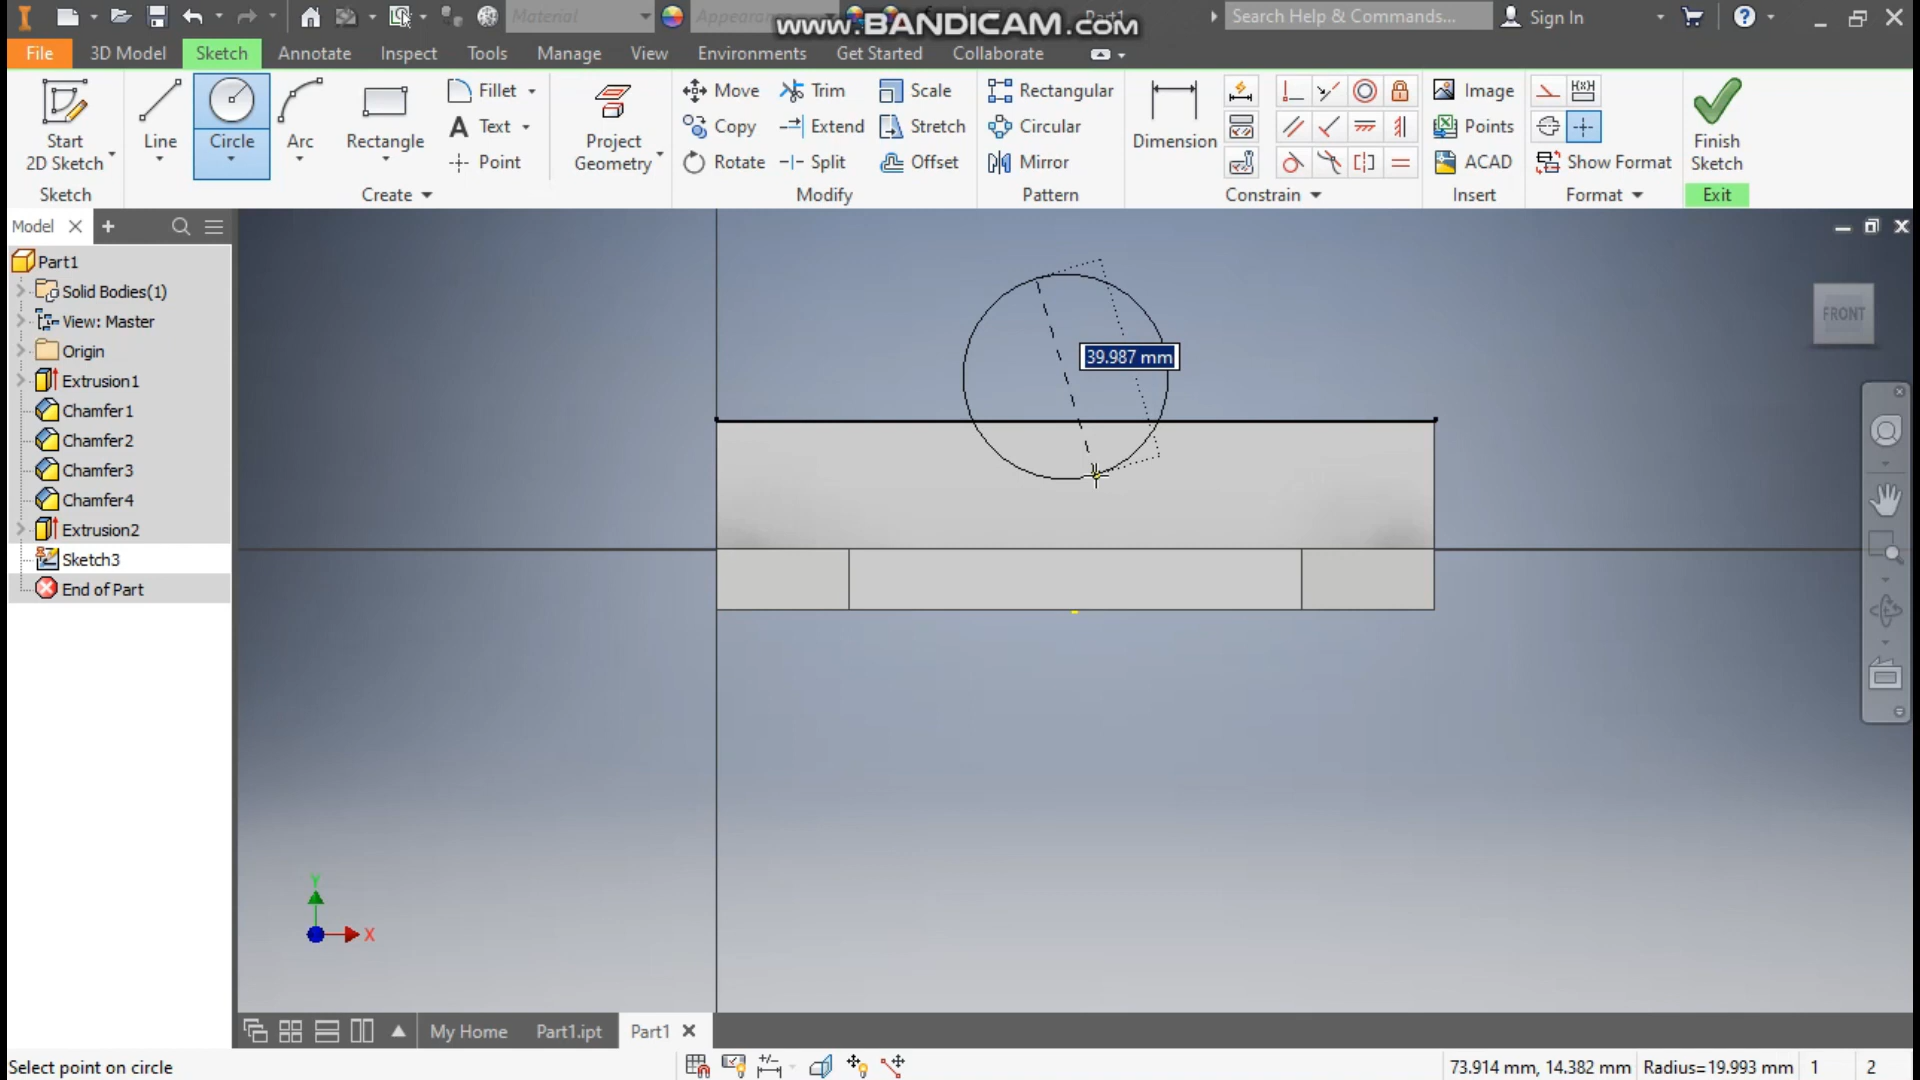 Material
Appearance
www.BANDICAM.com
Part1
Search Help & Commands...
Sign In
File
3D Model
Sketch
Annotate
Inspect
Tools
Manage
View
Environments
Get Started
Collaborate
Start
2D Sketch
Line
Circle
Arc
Rectangle
Fillet
Text
Point
Project
Geometry
Move
Copy
Rotate
Trim
Extend
Split
Scale
Stretch
Offset
Rectangular
Circular
Mirror
Dimension
Image
Points
ACAD
Show Format
Finish
Sketch
Sketch
Create
Modify
Pattern
Constrain
Insert
Format
Exit
Model
Part1
Solid Bodies(1)
View: Master
Origin
Extrusion1
Chamfer1
Chamfer2
Chamfer3
Chamfer4
Extrusion2
Sketch3
End of Part
39.987 mm
FRONT
Y
X
My Home
Part1.ipt
Part1
Select point on circle
73.914 mm, 14.382 mm
Radius=19.993 mm
1
2